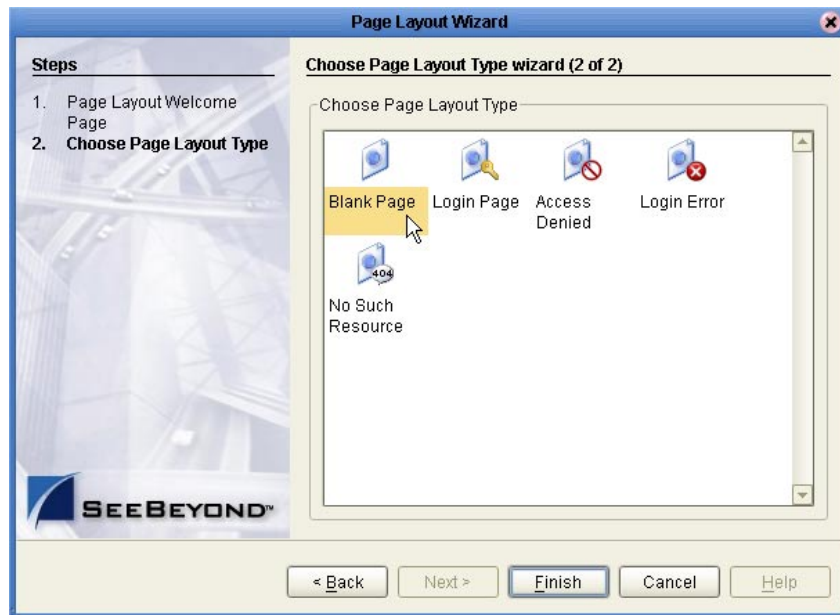 Page Layout Wizard
Steps
1. Page Layout Welcome
Page
2. Choose Page Layout Type
Choose Page Layout Type wizard (2 of 2)
Choose Page Layout Type
Blank Page
Login Page
Access
Denied
Login Error
404
No Such
Resource
SEEBEYOND™
< Back
Next >
Finish
Cancel
Help